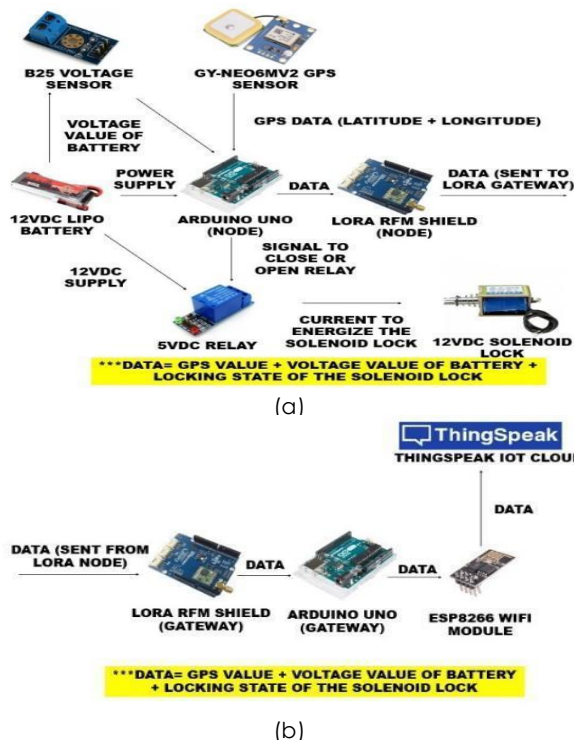 B25 VOLTAGE
SENSOR
GY-NEO6MV2 GPS
SENSOR
VOLTAGE
VALUE OF
BATTERY
GPS DATA (LATITUDE + LONGITUDE)
POWER
SUPPLY
DATA
DATA (SENT TO
LORA GATEWAY)
12VDC LIPO
BATTERY
ARDUINO UNO
(NODE)
LORA RFM SHIELD
(NODE)
12VDC
SUPPLY
SIGNAL TO
CLOSE OR
OPEN RELAY
5VDC RELAY
CURRENT TO
ENERGIZE THE
SOLENOID LOCK
12VDC SOLENOID
LOCK
***DATA= GPS VALUE + VOLTAGE VALUE OF BATTERY +
LOCKING STATE OF THE SOLENOID LOCK
(a)
ThingSpeak
THINGSPEAK IOT CLOU
DATA
DATA (SENT FROM
LORA NODE)
DATA
DATA
LORA RFM SHIELD
(GATEWAY)
ARDUINO UNO
(GATEWAY)
ESP8266 WIFI
MODULE
***DATA= GPS VALUE + VOLTAGE VALUE OF BATTERY
+ LOCKING STATE OF THE SOLENOID LOCK
(b)